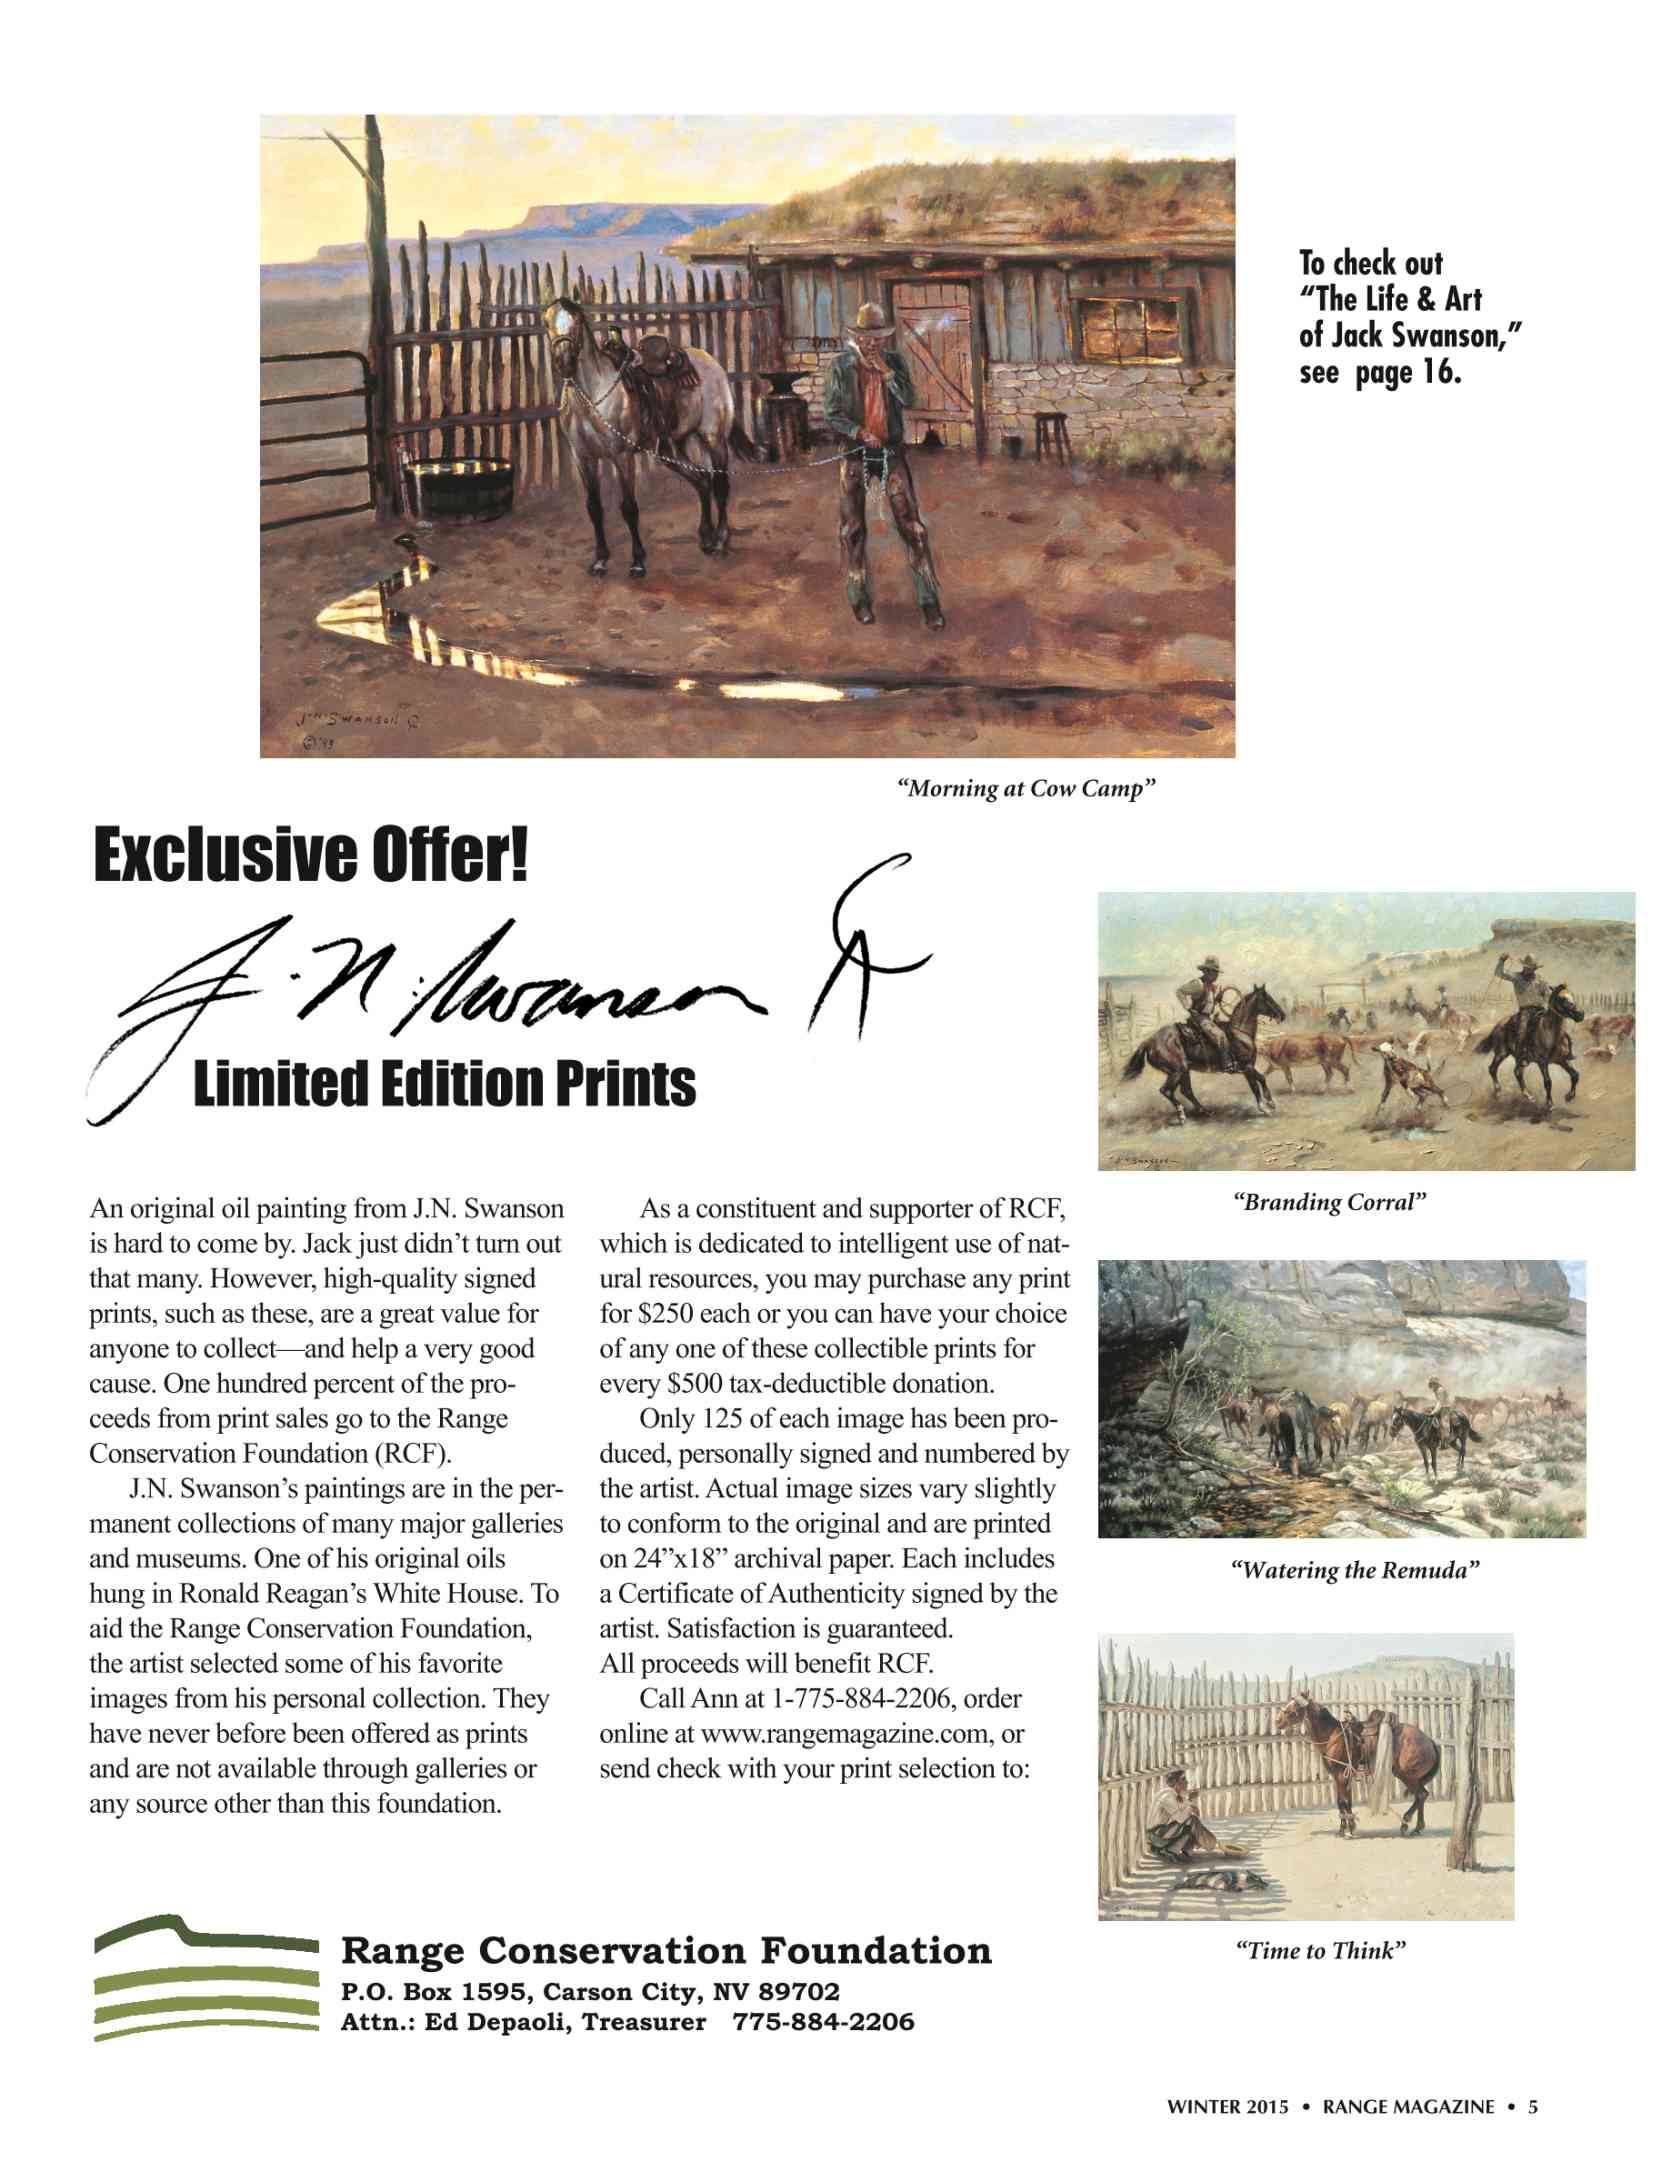 To check out
“The Life & Art
of Jack Swanson,”
see page 16.
J·N·SWANSON
“Morning at Cow Camp”
Exclusive Offer!
J.N. Swanson CA
Limited Edition Prints
An original oil painting from J.N. Swanson
is hard to come by. Jack just didn’t turn out
that many. However, high-quality signed
prints, such as these, are a great value for
anyone to collect—and help a very good
cause. One hundred percent of the pro-
ceeds from print sales go to the Range
Conservation Foundation (RCF).
J.N. Swanson’s paintings are in the per-
manent collections of many major galleries
and museums. One of his original oils
hung in Ronald Reagan’s White House. To
aid the Range Conservation Foundation,
the artist selected some of his favorite
images from his personal collection. They
have never before been offered as prints
and are not available through galleries or
any source other than this foundation.
As a constituent and supporter of RCF,
which is dedicated to intelligent use of nat-
ural resources, you may purchase any print
for $250 each or you can have your choice
of any one of these collectible prints for
every $500 tax-deductible donation.
Only 125 of each image has been pro-
duced, personally signed and numbered by
the artist. Actual image sizes vary slightly
to conform to the original and are printed
on 24”x18” archival paper. Each includes
a Certificate of Authenticity signed by the
artist. Satisfaction is guaranteed.
All proceeds will benefit RCF.
Call Ann at 1-775-884-2206, order
online at www.rangemagazine.com, or
send check with your print selection to:
“Branding Corral”
“Watering the Remuda”
“Time to Think”
Range Conservation Foundation
P.O. Box 1595, Carson City, NV 89702
Attn.: Ed Depaoli, Treasurer 775-884-2206
WINTER 2015 • RANGE MAGAZINE • 5